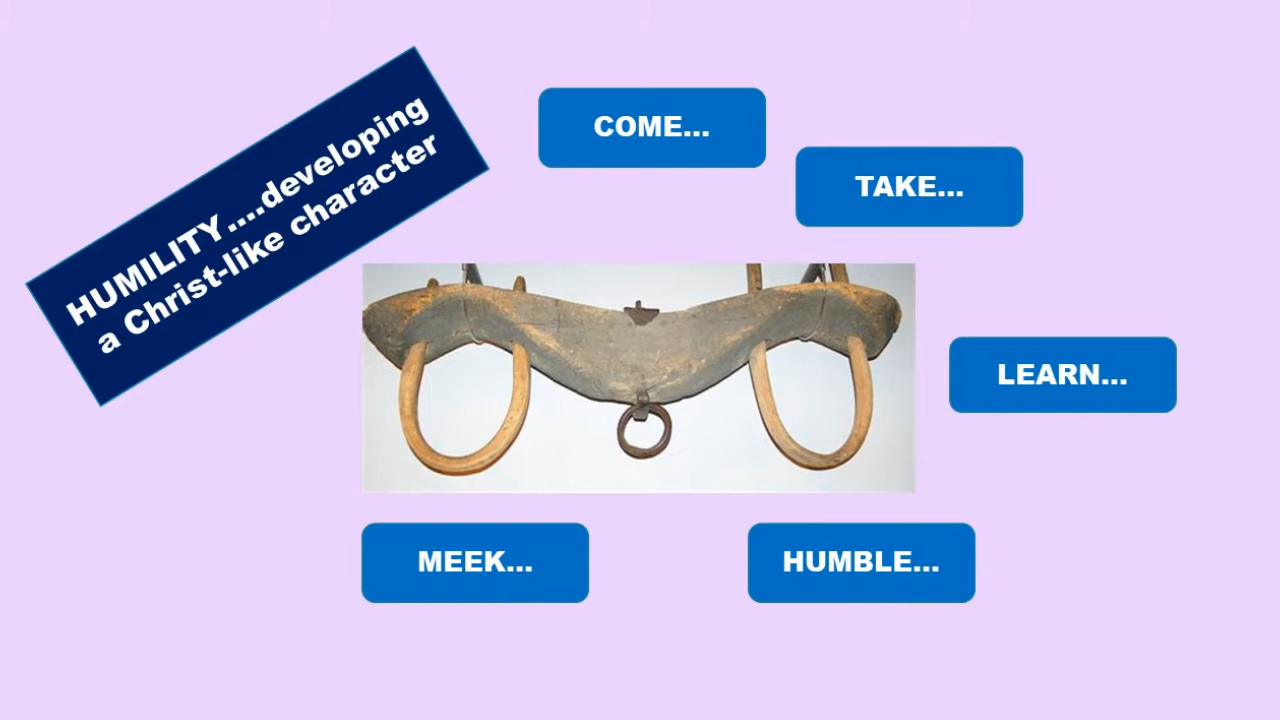 HUMILITY....developing
a Christ-like character
COME...
TAKE...
LEARN...
MEEK...
HUMBLE...